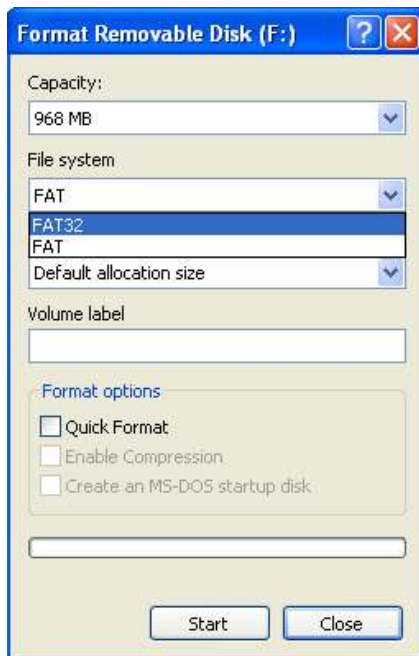 Format Removable Disk (F:)
Capacity:
968 MB
File system
FAT
FAT32
FAT
Default allocation size
Volume label
Format options
Quick Format
Enable Compression
Create an MS-DOS startup disk
Start
Close